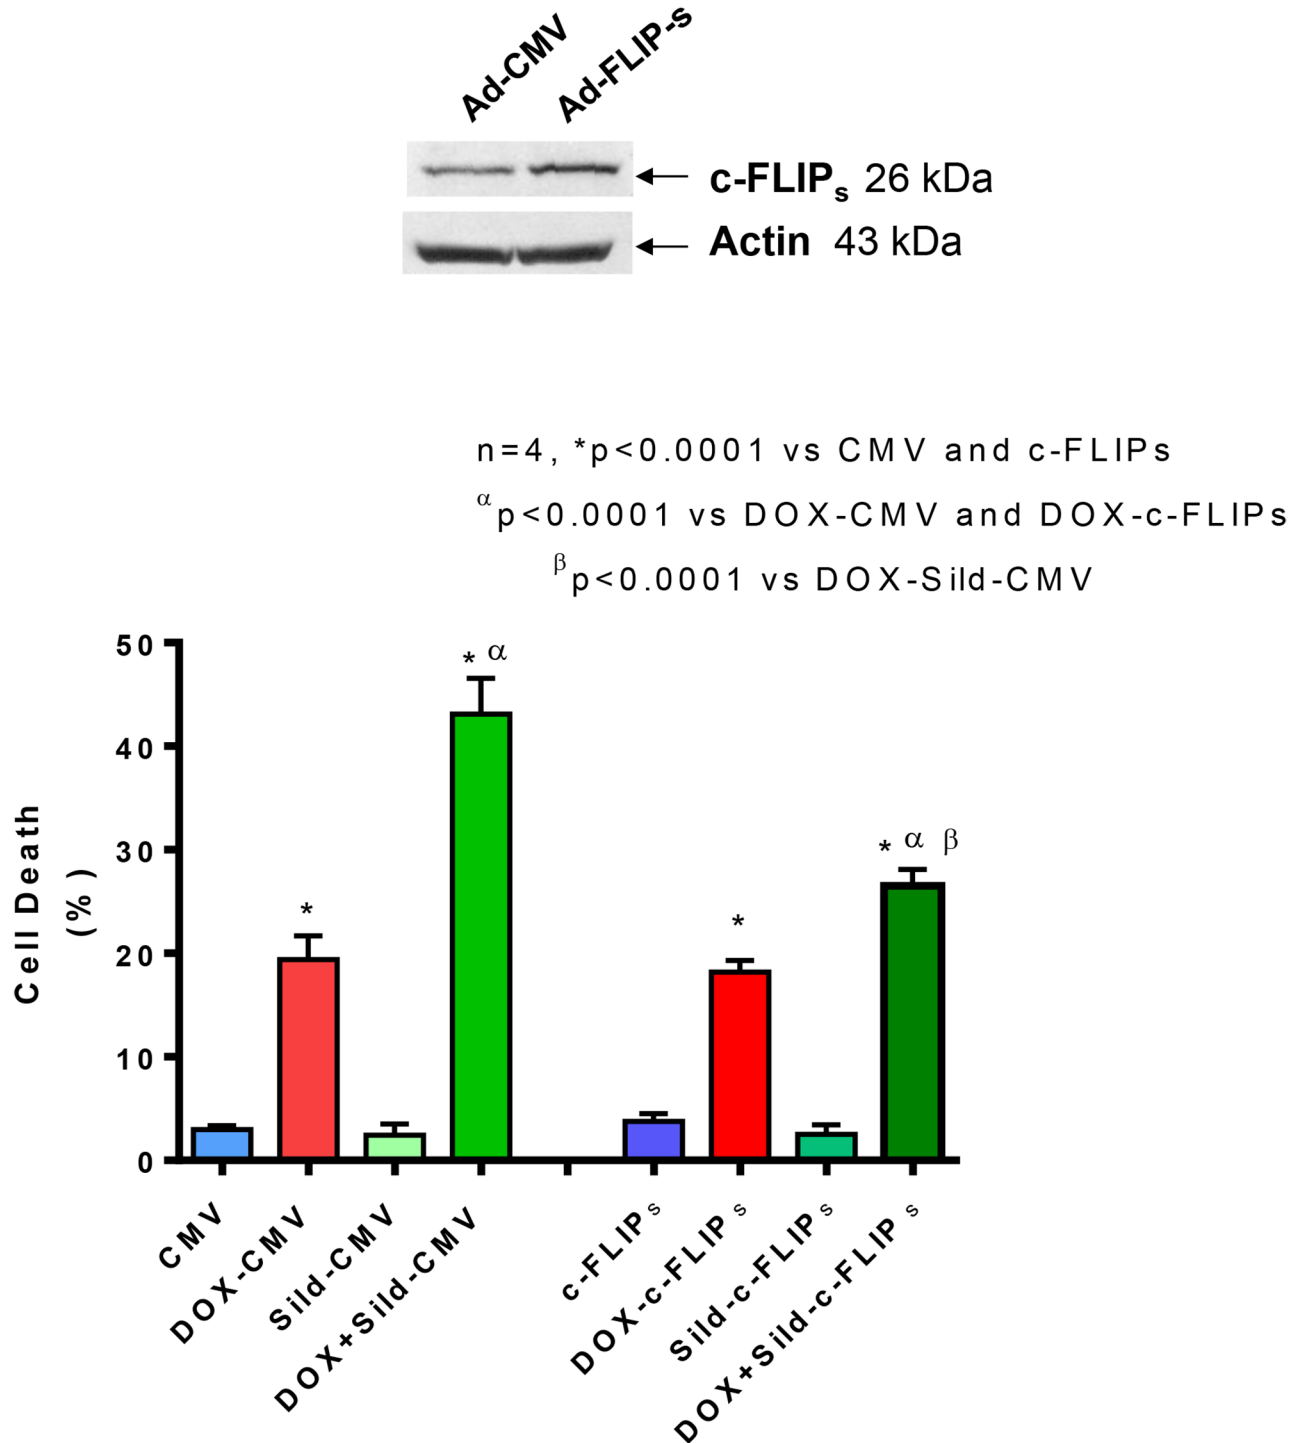 Ad-CMV
Ad-FLIP-s
c-FLIPs 26 kDa
Actin 43 kDa
n=4, *p<0.0001 vs CMV and c-FLIPs
αp<0.0001 vs DOX-CMV and DOX-c-FLIPs
βp<0.0001 vs DOX-Sild-CMV
Cell Death
(%)
50
40
30
20
10
0
*
* α
*
* α β
CMV
DOX-CMV
Sild-CMV
DOX+Sild-CMV
c-FLIPs
DOX-c-FLIPs
Sild-c-FLIPs
DOX+Sild-c-FLIPs